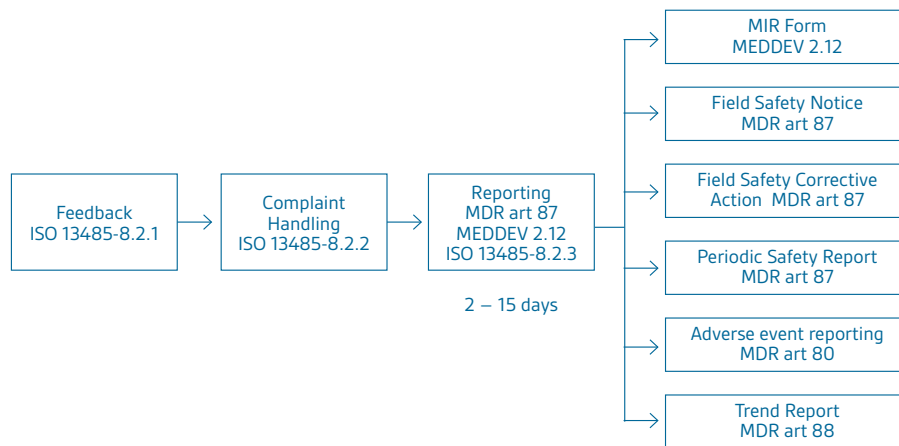 Feedback
ISO 13485-8.2.1
Complaint
Handling
ISO 13485-8.2.2
Reporting
MDR art 87
MEDDEV 2.12
ISO 13485-8.2.3
2 – 15 days
MIR Form
MEDDEV 2.12
Field Safety Notice
MDR art 87
Field Safety Corrective
Action MDR art 87
Periodic Safety Report
MDR art 87
Adverse event reporting
MDR art 80
Trend Report
MDR art 88